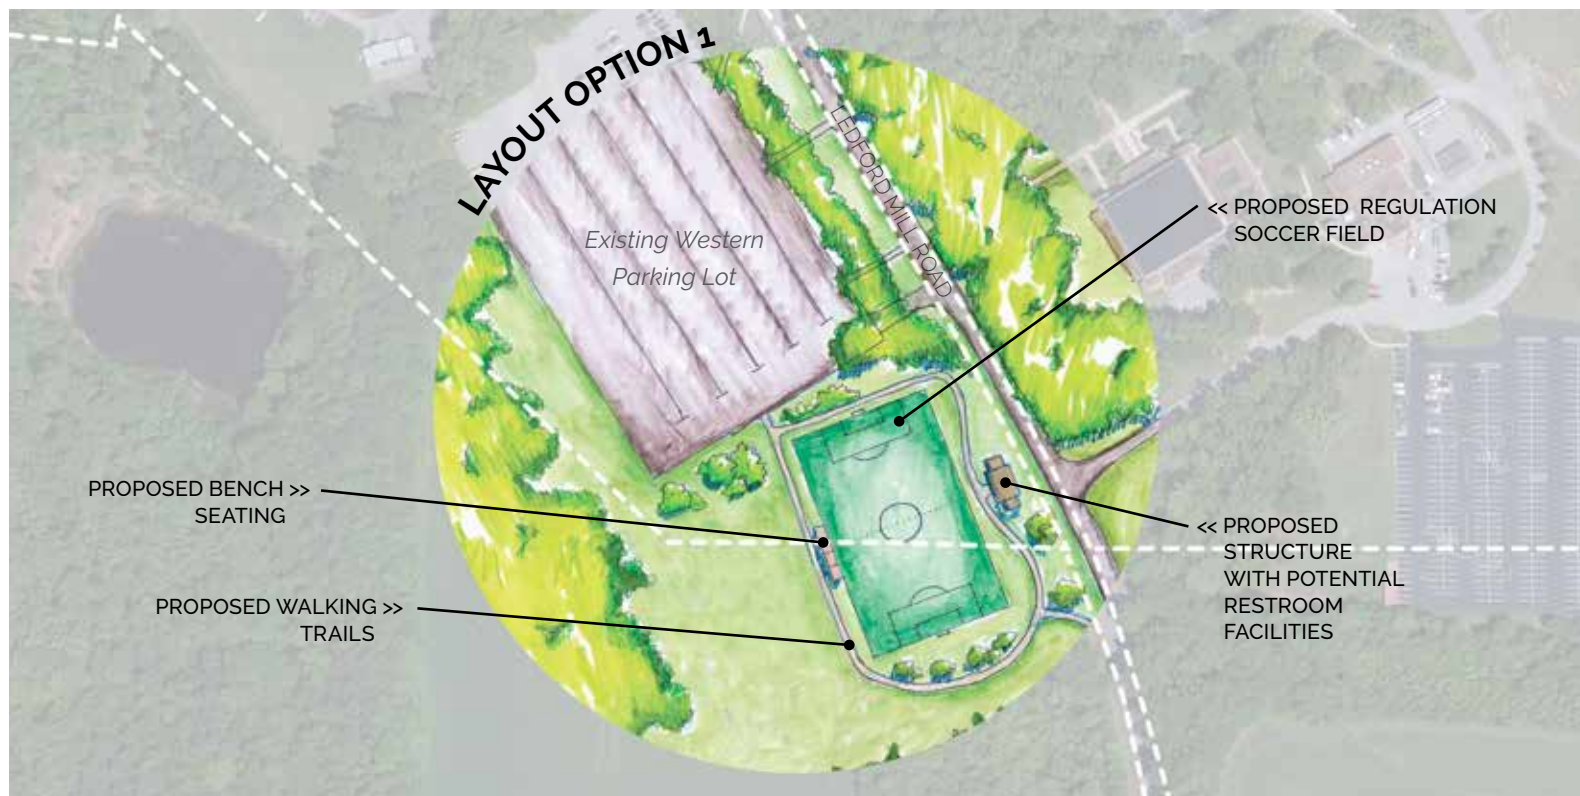 LAYOUT OPTION 1
LEDFORD MILL ROAD
Existing Western
Parking Lot
<< PROPOSED REGULATION
SOCCER FIELD
PROPOSED BENCH >>
SEATING
<< PROPOSED
STRUCTURE
WITH POTENTIAL
RESTROOM
FACILITIES
PROPOSED WALKING >>
TRAILS